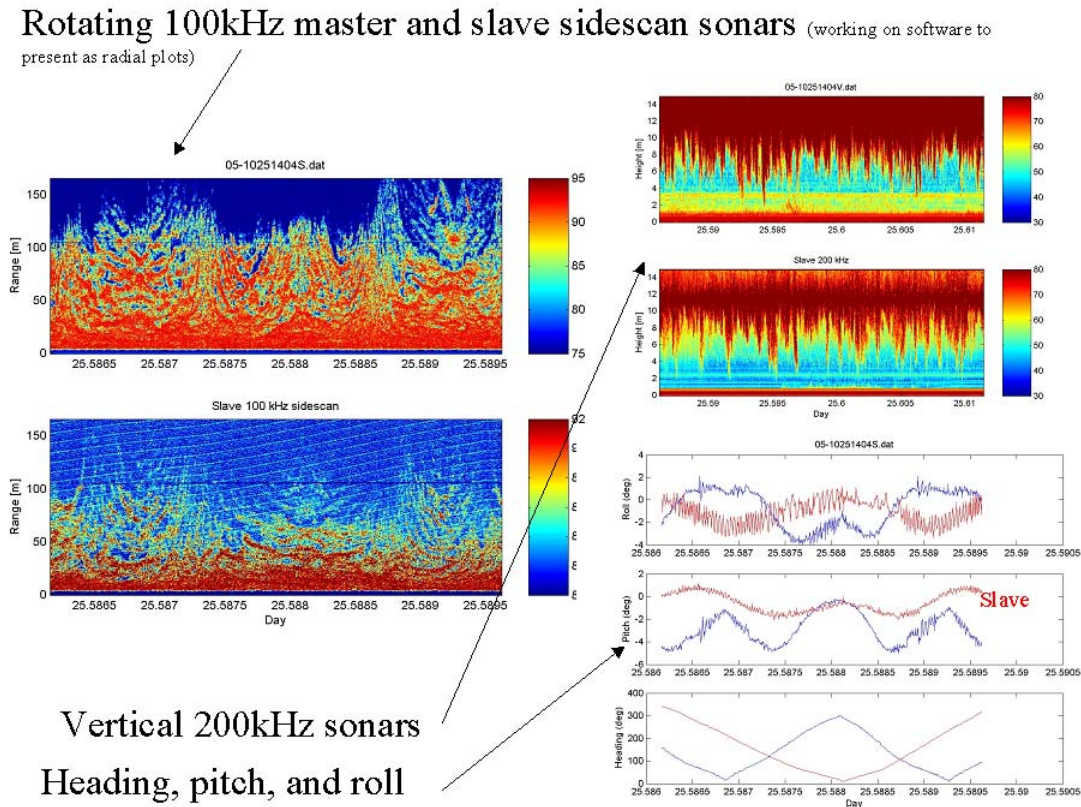 Rotating 100kHz master and slave sidescan sonars (working on software to
present as radial plots)
05-10251404S.dat
Range [m]
150
100
50
0
25.5865 25.587 25.5875 25.588 25.5885 25.589 25.5895
95
90
85
80
75
Slave 100 kHz sidescan
Range [m]
150
100
50
0
25.5865 25.587 25.5875 25.588 25.5885 25.589 25.5895
Day
92
05-10251404V.dat
Height [m]
14
12
10
8
6
4
2
0
25.59 25.595 25.6 25.605 25.61
80
70
60
50
40
30
Slave 200 kHz
Height [m]
14
12
10
8
6
4
2
0
25.59 25.595 25.6 25.605 25.61
Day
80
70
60
50
40
30
05-10251404S.dat
Roll (deg)
4
2
0
-2
-4
25.586 25.5865 25.587 25.5875 25.588 25.5885 25.589 25.5895 25.59 25.5905
Pitch (deg)
2
0
-2
-4
-6
Slave
25.586 25.5865 25.587 25.5875 25.588 25.5885 25.589 25.5895 25.59 25.5905
Heading (deg)
400
300
200
100
0
25.586 25.5865 25.587 25.5875 25.588 25.5885 25.589 25.5895 25.59 25.5905
Day
Vertical 200kHz sonars
Heading, pitch, and roll